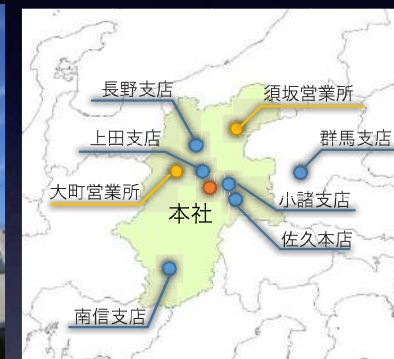 長野支店
須坂営業所
上田支店
群馬支店
大町営業所
小諸支店
本社
佐久本店
南信支店